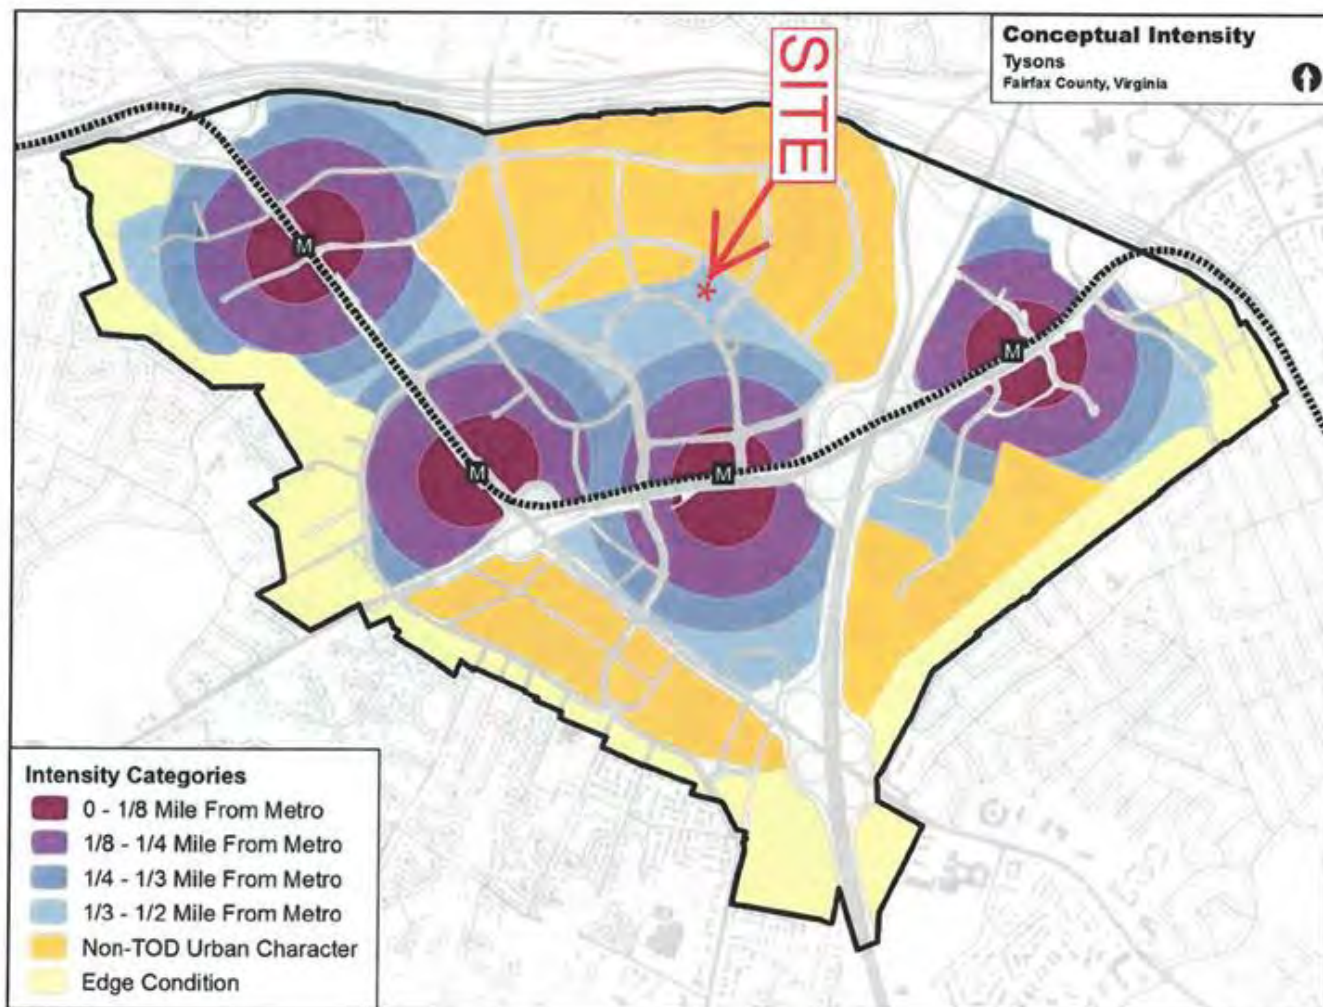 Conceptual Intensity
Tysons
Fairfax County, Virginia
SITE
*
M
M
M
M
Intensity Categories
0 - 1/8 Mile From Metro
1/8 - 1/4 Mile From Metro
1/4 - 1/3 Mile From Metro
1/3 - 1/2 Mile From Metro
Non-TOD Urban Character
Edge Condition